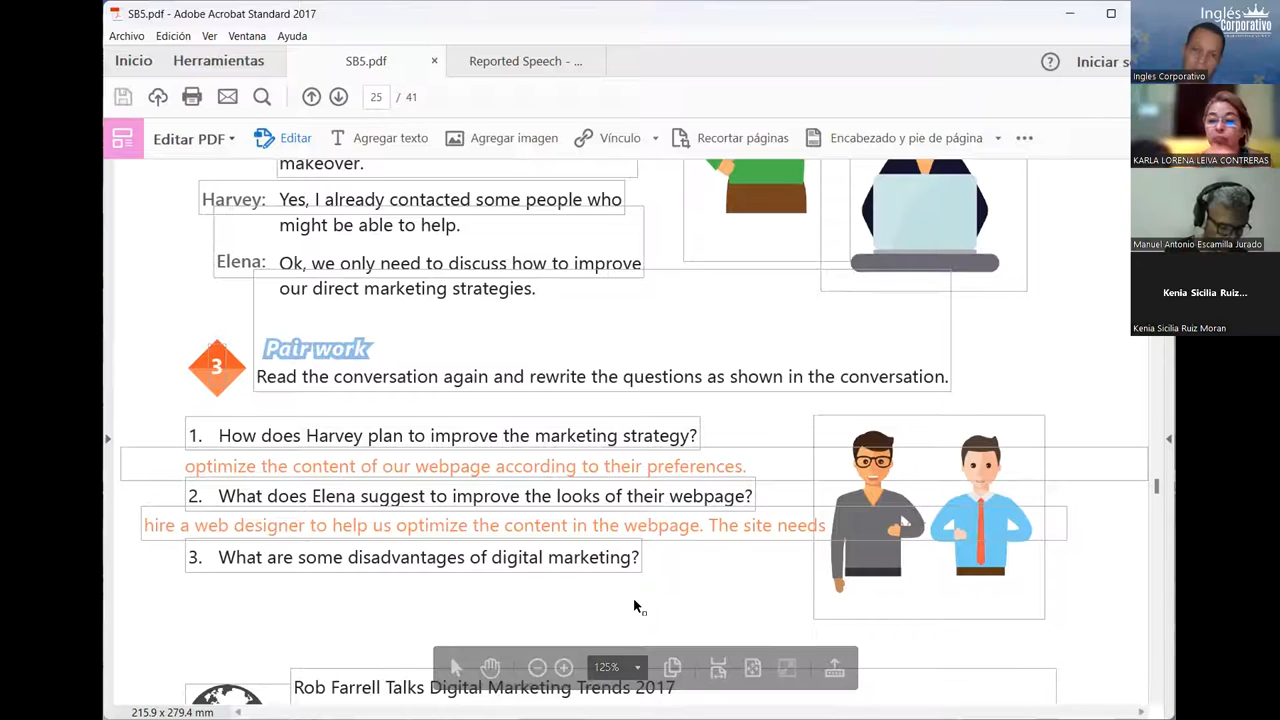 SB5.pdf - Adobe Acrobat Standard 2017
Archivo Edición Ver Ventana Ayuda
Inicio Herramientas SB5.pdf × Reported Speech - ... ? Iniciar s
25 / 41
Editar PDF Editar Agregar texto Agregar imagen Vínculo Recortar páginas Encabezado y pie de página
makeover.
Harvey: Yes, I already contacted some people who
might be able to help.
Elena: Ok, we only need to discuss how to improve
our direct marketing strategies.
3 Pair work
Read the conversation again and rewrite the questions as shown in the conversation.
1. How does Harvey plan to improve the marketing strategy?
optimize the content of our webpage according to their preferences.
2. What does Elena suggest to improve the looks of their webpage?
hire a web designer to help us optimize the content in the webpage. The site needs
3. What are some disadvantages of digital marketing?
125%
Rob Farrell Talks Digital Marketing Trends 2017
215.9 x 279.4 mm
Inglés
Corporativo
Ingles Corporativo
KARLA LORENA LEIVA CONTRERAS
Manuel Antonio Escamilla Jurado
Kenia Sicilia Ruiz...
Kenia Sicilia Ruiz Moran